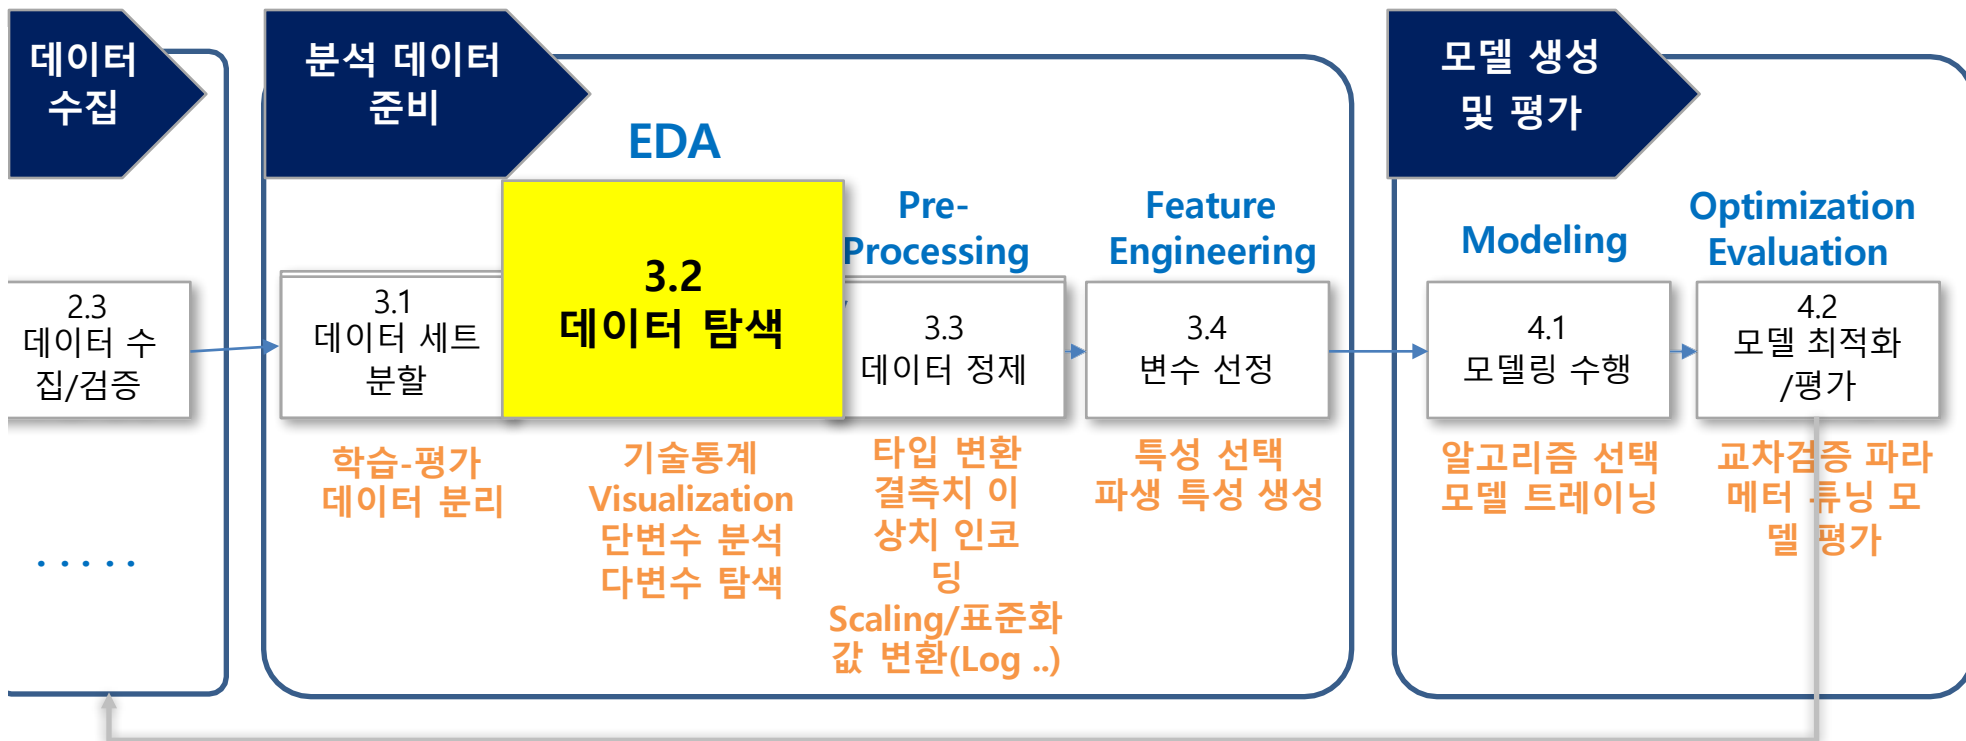 데이터
수집
분석 데이터
준비
모델 생성
및 평가
EDA
Pre-
Processing
Feature
Engineering
Modeling
Optimization
Evaluation
2.3
데이터 수
집/검증
3.1
데이터 세트
분할
3.2
데이터 탐색
3.3
데이터 정제
3.4
변수 선정
4.1
모델링 수행
4.2
모델 최적화
/평가
.....
학습-평가
데이터 분리
기술통계
Visualization
단변수 분석
다변수 탐색
타입 변환
결측치 이
상치 인코
딩
Scaling/표준화
값 변환(Log ..)
특성 선택
파생 특성 생성
알고리즘 선택
모델 트레이닝
교차검증 파라
메터 튜닝 모
델 평가